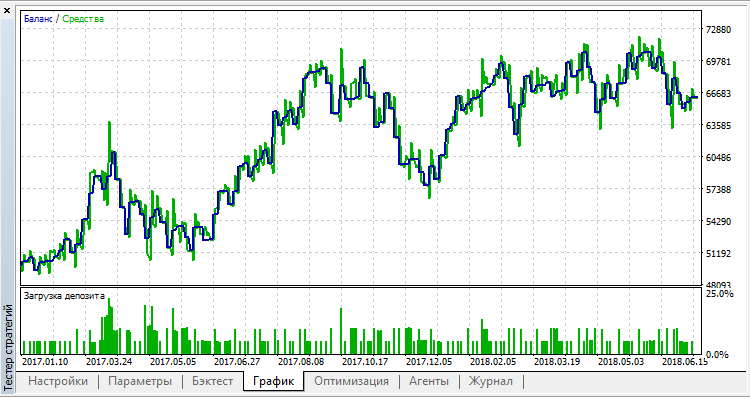 Баланс / Средства
72880
69781
66683
63585
60486
57388
54290
51192
48093
Загрузка депозита
25.0%
0.0%
2017.01.10 2017.03.24 2017.05.05 2017.06.27 2017.08.08 2017.10.17 2017.12.05 2018.02.05 2018.03.19 2018.05.03 2018.06.15
Тестер стратегий
Настройки Параметры Бэктест График Оптимизация Агенты Журнал